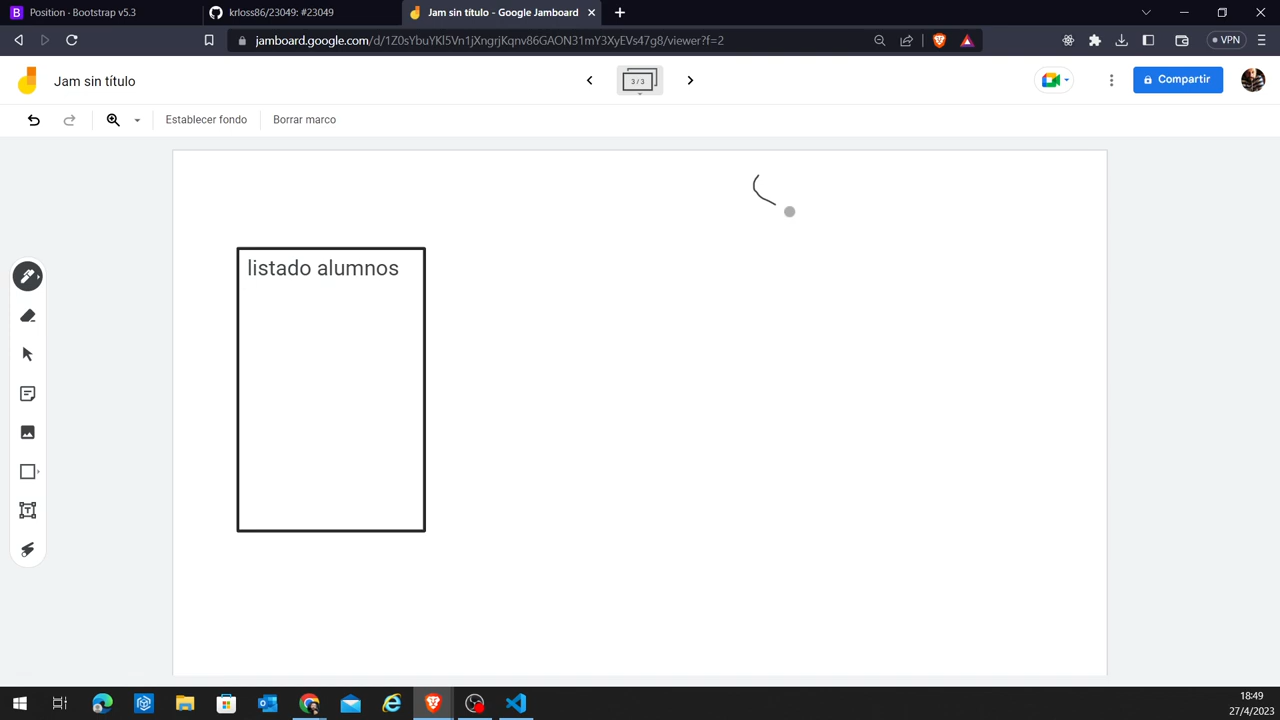 Position - Bootstrap v5.3
krloss86/23049: #23049
Jam sin título - Google Jamboard
jamboard.google.com/d/1Z0sYbuYKl5Vn1jXngrjKqnv86GAON31mY3XyEVs47g8/viewer?f=2
VPN
Jam sin título
3 / 3
Compartir
Establecer fondo
Borrar marco
listado alumnos
18:49
27/4/2023